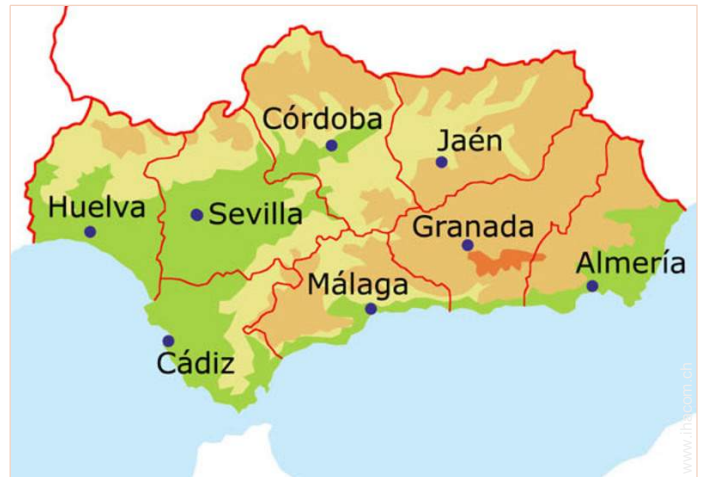 Córdoba
Jaén
Huelva
Sevilla
Granada
Almería
Málaga
Cádiz